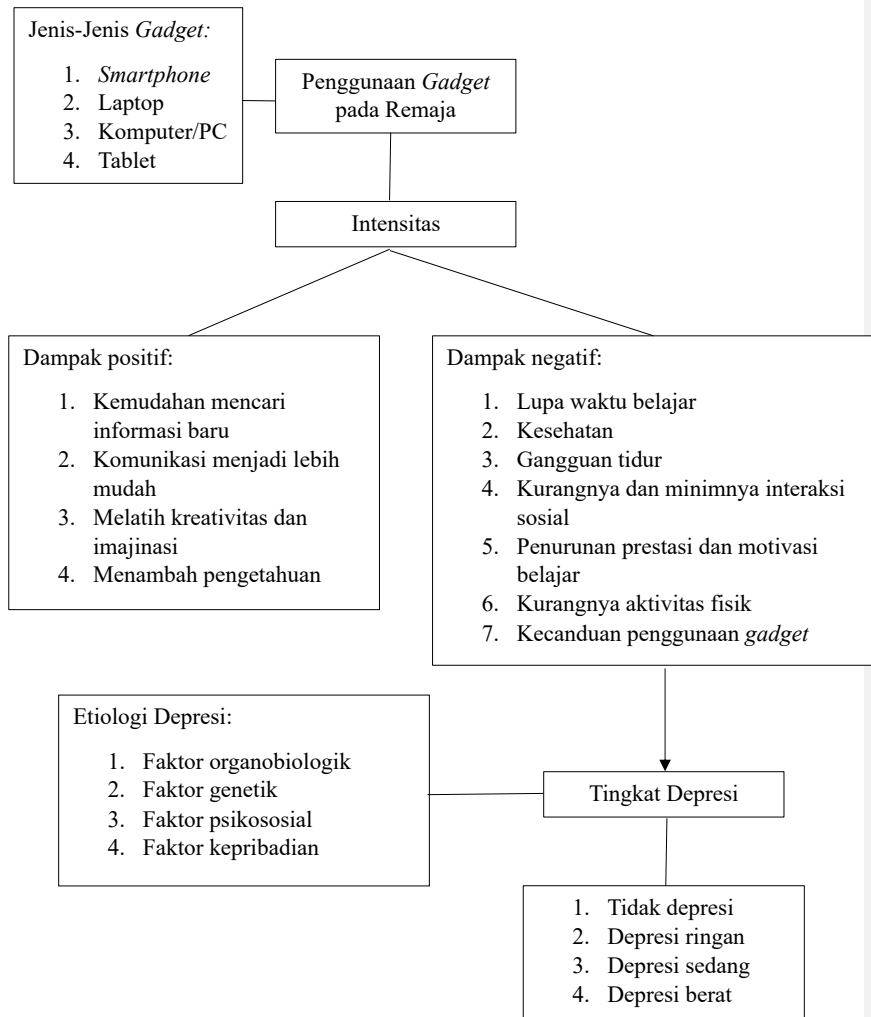 Jenis-Jenis Gadget:
1. Smartphone
2. Laptop
3. Komputer/PC
4. Tablet
Penggunaan Gadget
pada Remaja
Intensitas
Dampak positif:
1. Kemudahan mencari
informasi baru
2. Komunikasi menjadi lebih
mudah
3. Melatih kreativitas dan
imajinasi
4. Menambah pengetahuan
Dampak negatif:
1. Lupa waktu belajar
2. Kesehatan
3. Gangguan tidur
4. Kurangnya dan minimnya interaksi
sosial
5. Penurunan prestasi dan motivasi
belajar
6. Kurangnya aktivitas fisik
7. Kecanduan penggunaan gadget
Etiologi Depresi:
1. Faktor organobiologik
2. Faktor genetik
3. Faktor psikososial
4. Faktor kepribadian
Tingkat Depresi
1. Tidak depresi
2. Depresi ringan
3. Depresi sedang
4. Depresi berat